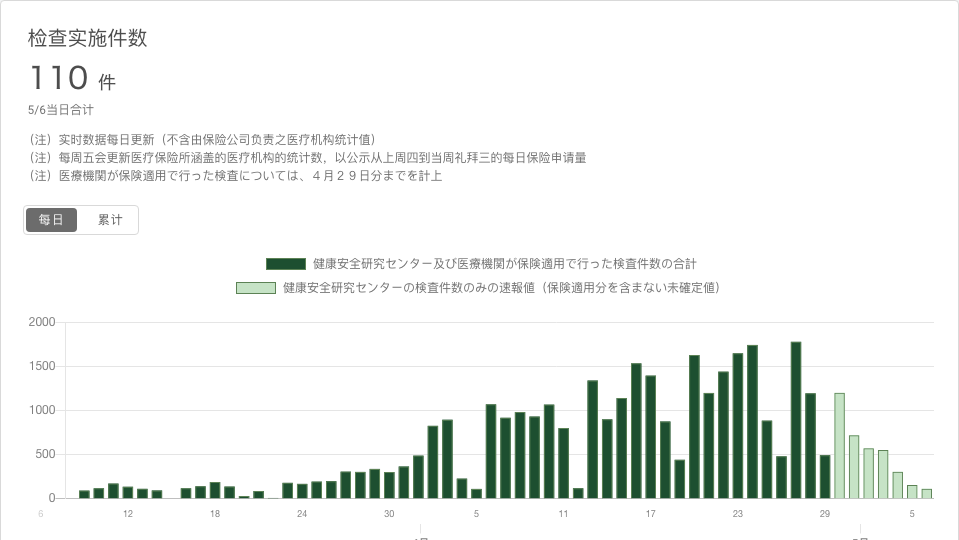 检查实施件数
110 件
5/6当日合计
（注）实时数据每日更新（不含由保险公司负责之医疗机构统计值）
（注）每周五会更新医疗保险所涵盖的医疗机构的统计数，以公示从上周四到当周礼拜三的每日保险申请量
（注）医療機関が保険適用で行った検査については、４月２９日分までを計上
每日 累计
健康安全研究センター及び医療機関が保険適用で行った検査件数の合計
健康安全研究センターの検査件数のみの速報値（保険適用分を含まない未確定値）
2000
1500
1000
500
0
6 12 18 24 30 5 11 17 23 29 5